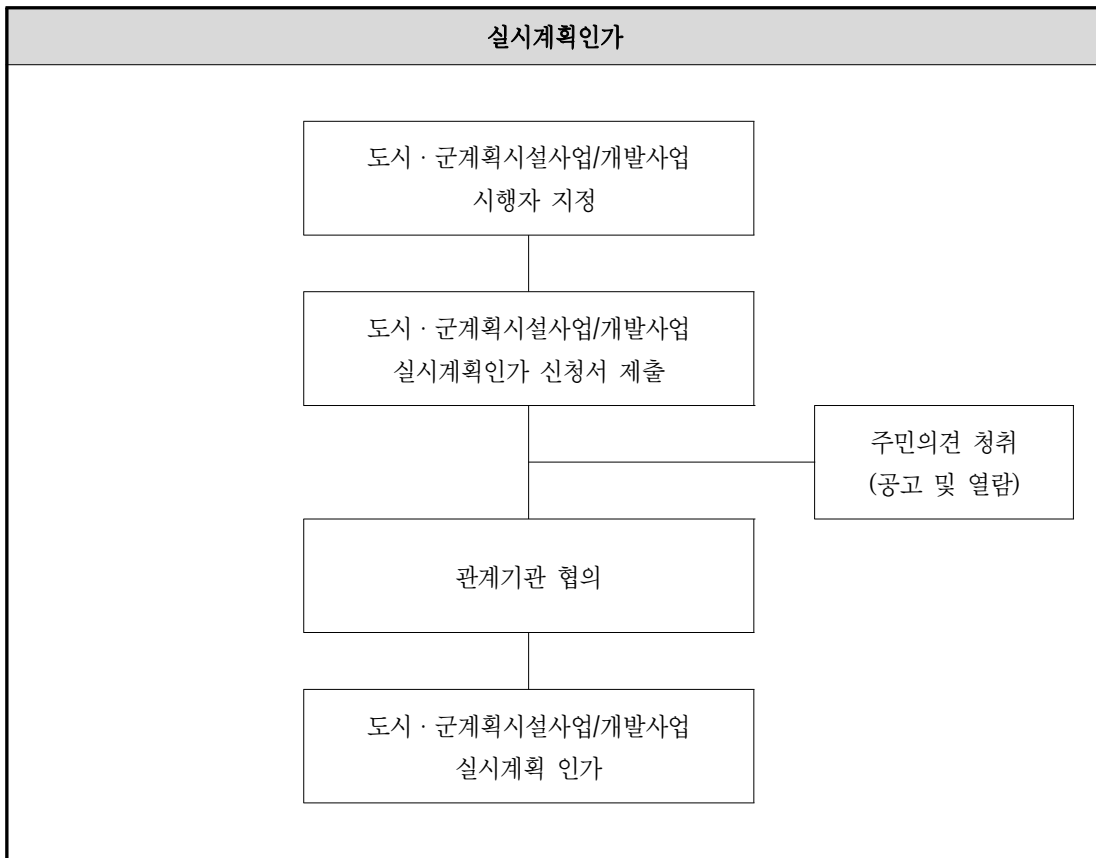 실시계획인가
도시 · 군계획시설사업/개발사업
시행자 지정
도시 · 군계획시설사업/개발사업
실시계획인가 신청서 제출
주민의견 청취
(공고 및 열람)
관계기관 협의
도시 · 군계획시설사업/개발사업
실시계획 인가